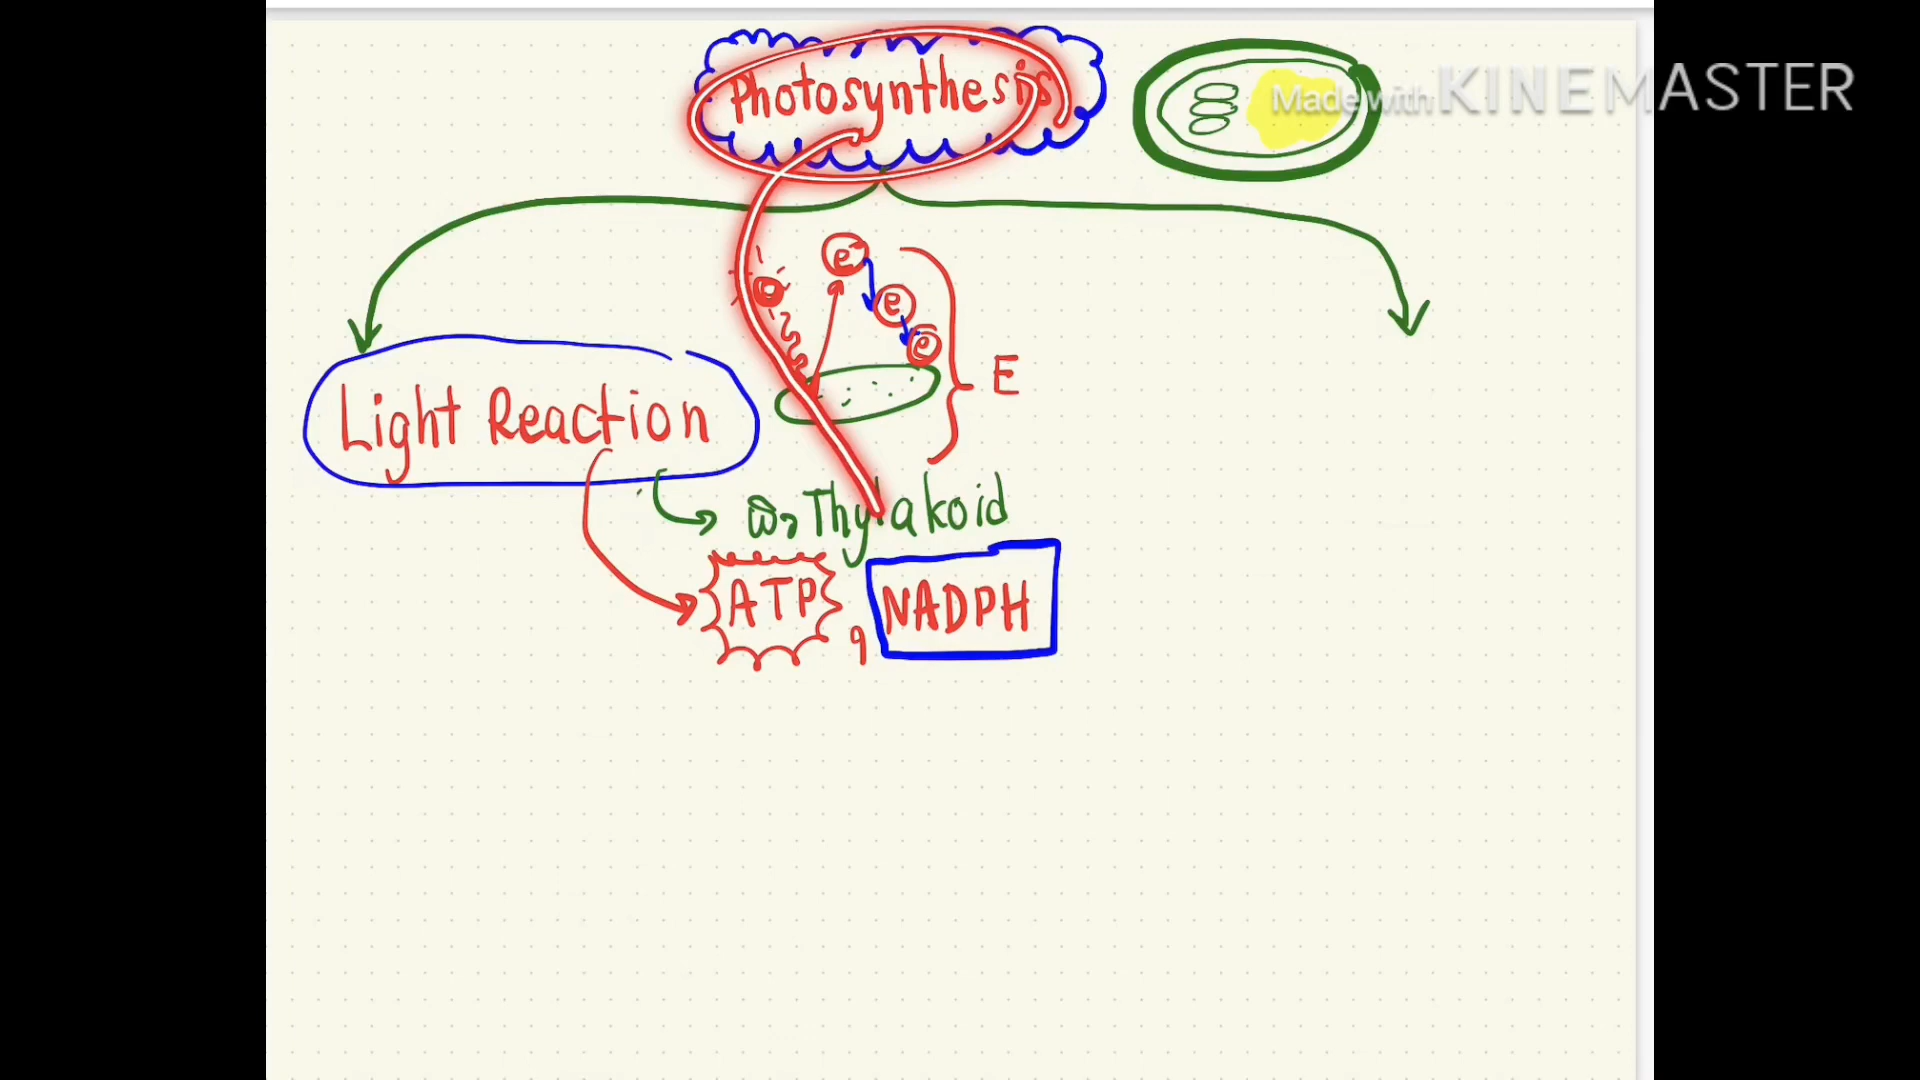 Photosynthesis
Made with KINEMASTER
e⁻
e
e
E
Light Reaction
Thylakoid
ATP, NADPH